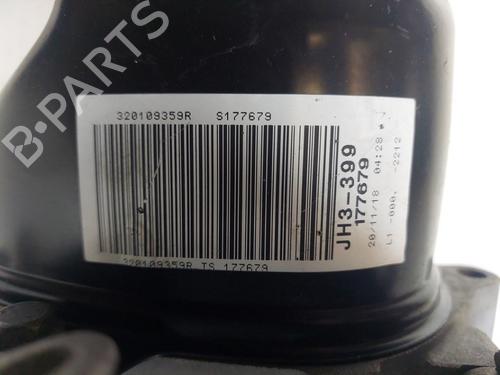 320109359R S177679
320109359R TS 177679
JH3-399
177679
20/11/18 04:28
L1 -000, -2212
B-PARTS